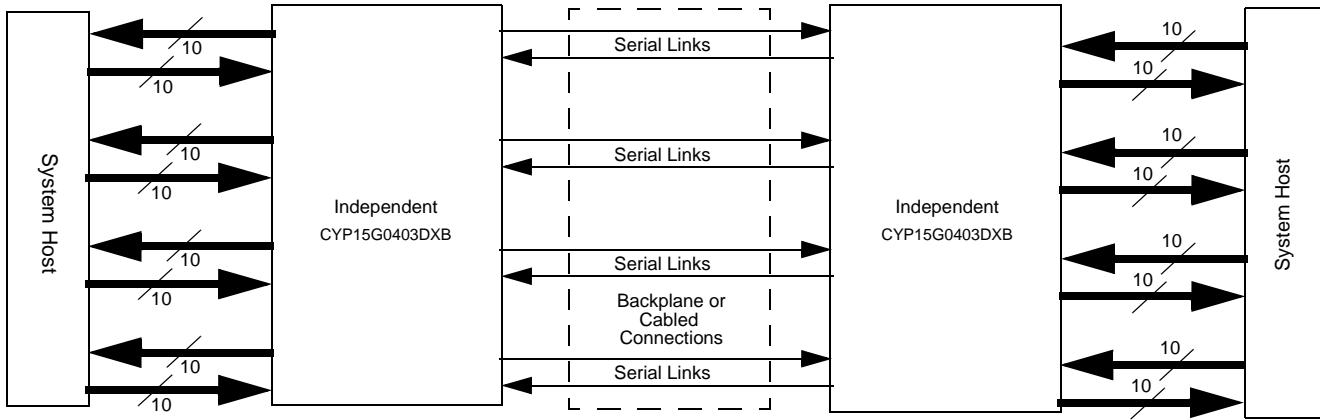 10
10
10
10
10
10
10
10
System Host
Independent
CYP15G0403DXB
Serial Links
Serial Links
Serial Links
Backplane or
Cabled
Connections
Serial Links
Independent
CYP15G0403DXB
10
10
10
10
10
10
10
10
System Host